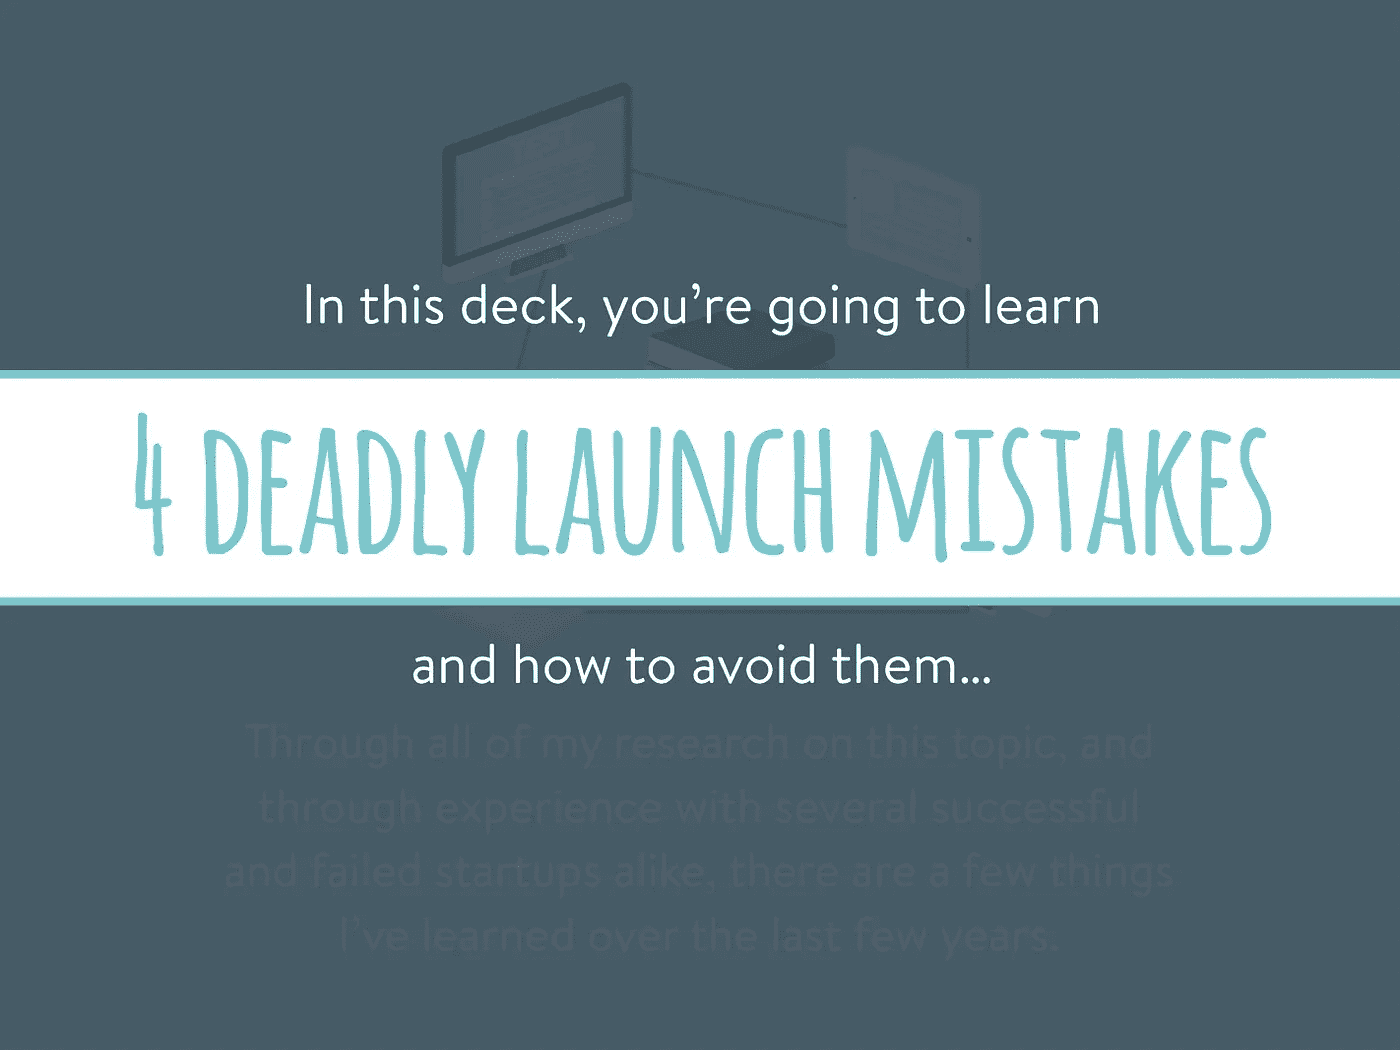 In this deck, you're going to learn
4 DEADLY LAUNCH MISTAKES
and how to avoid them...
Through all of my research on this topic, and
through experience with several successful
and failed startups alike, there are a few things
I've learned over the last few years.